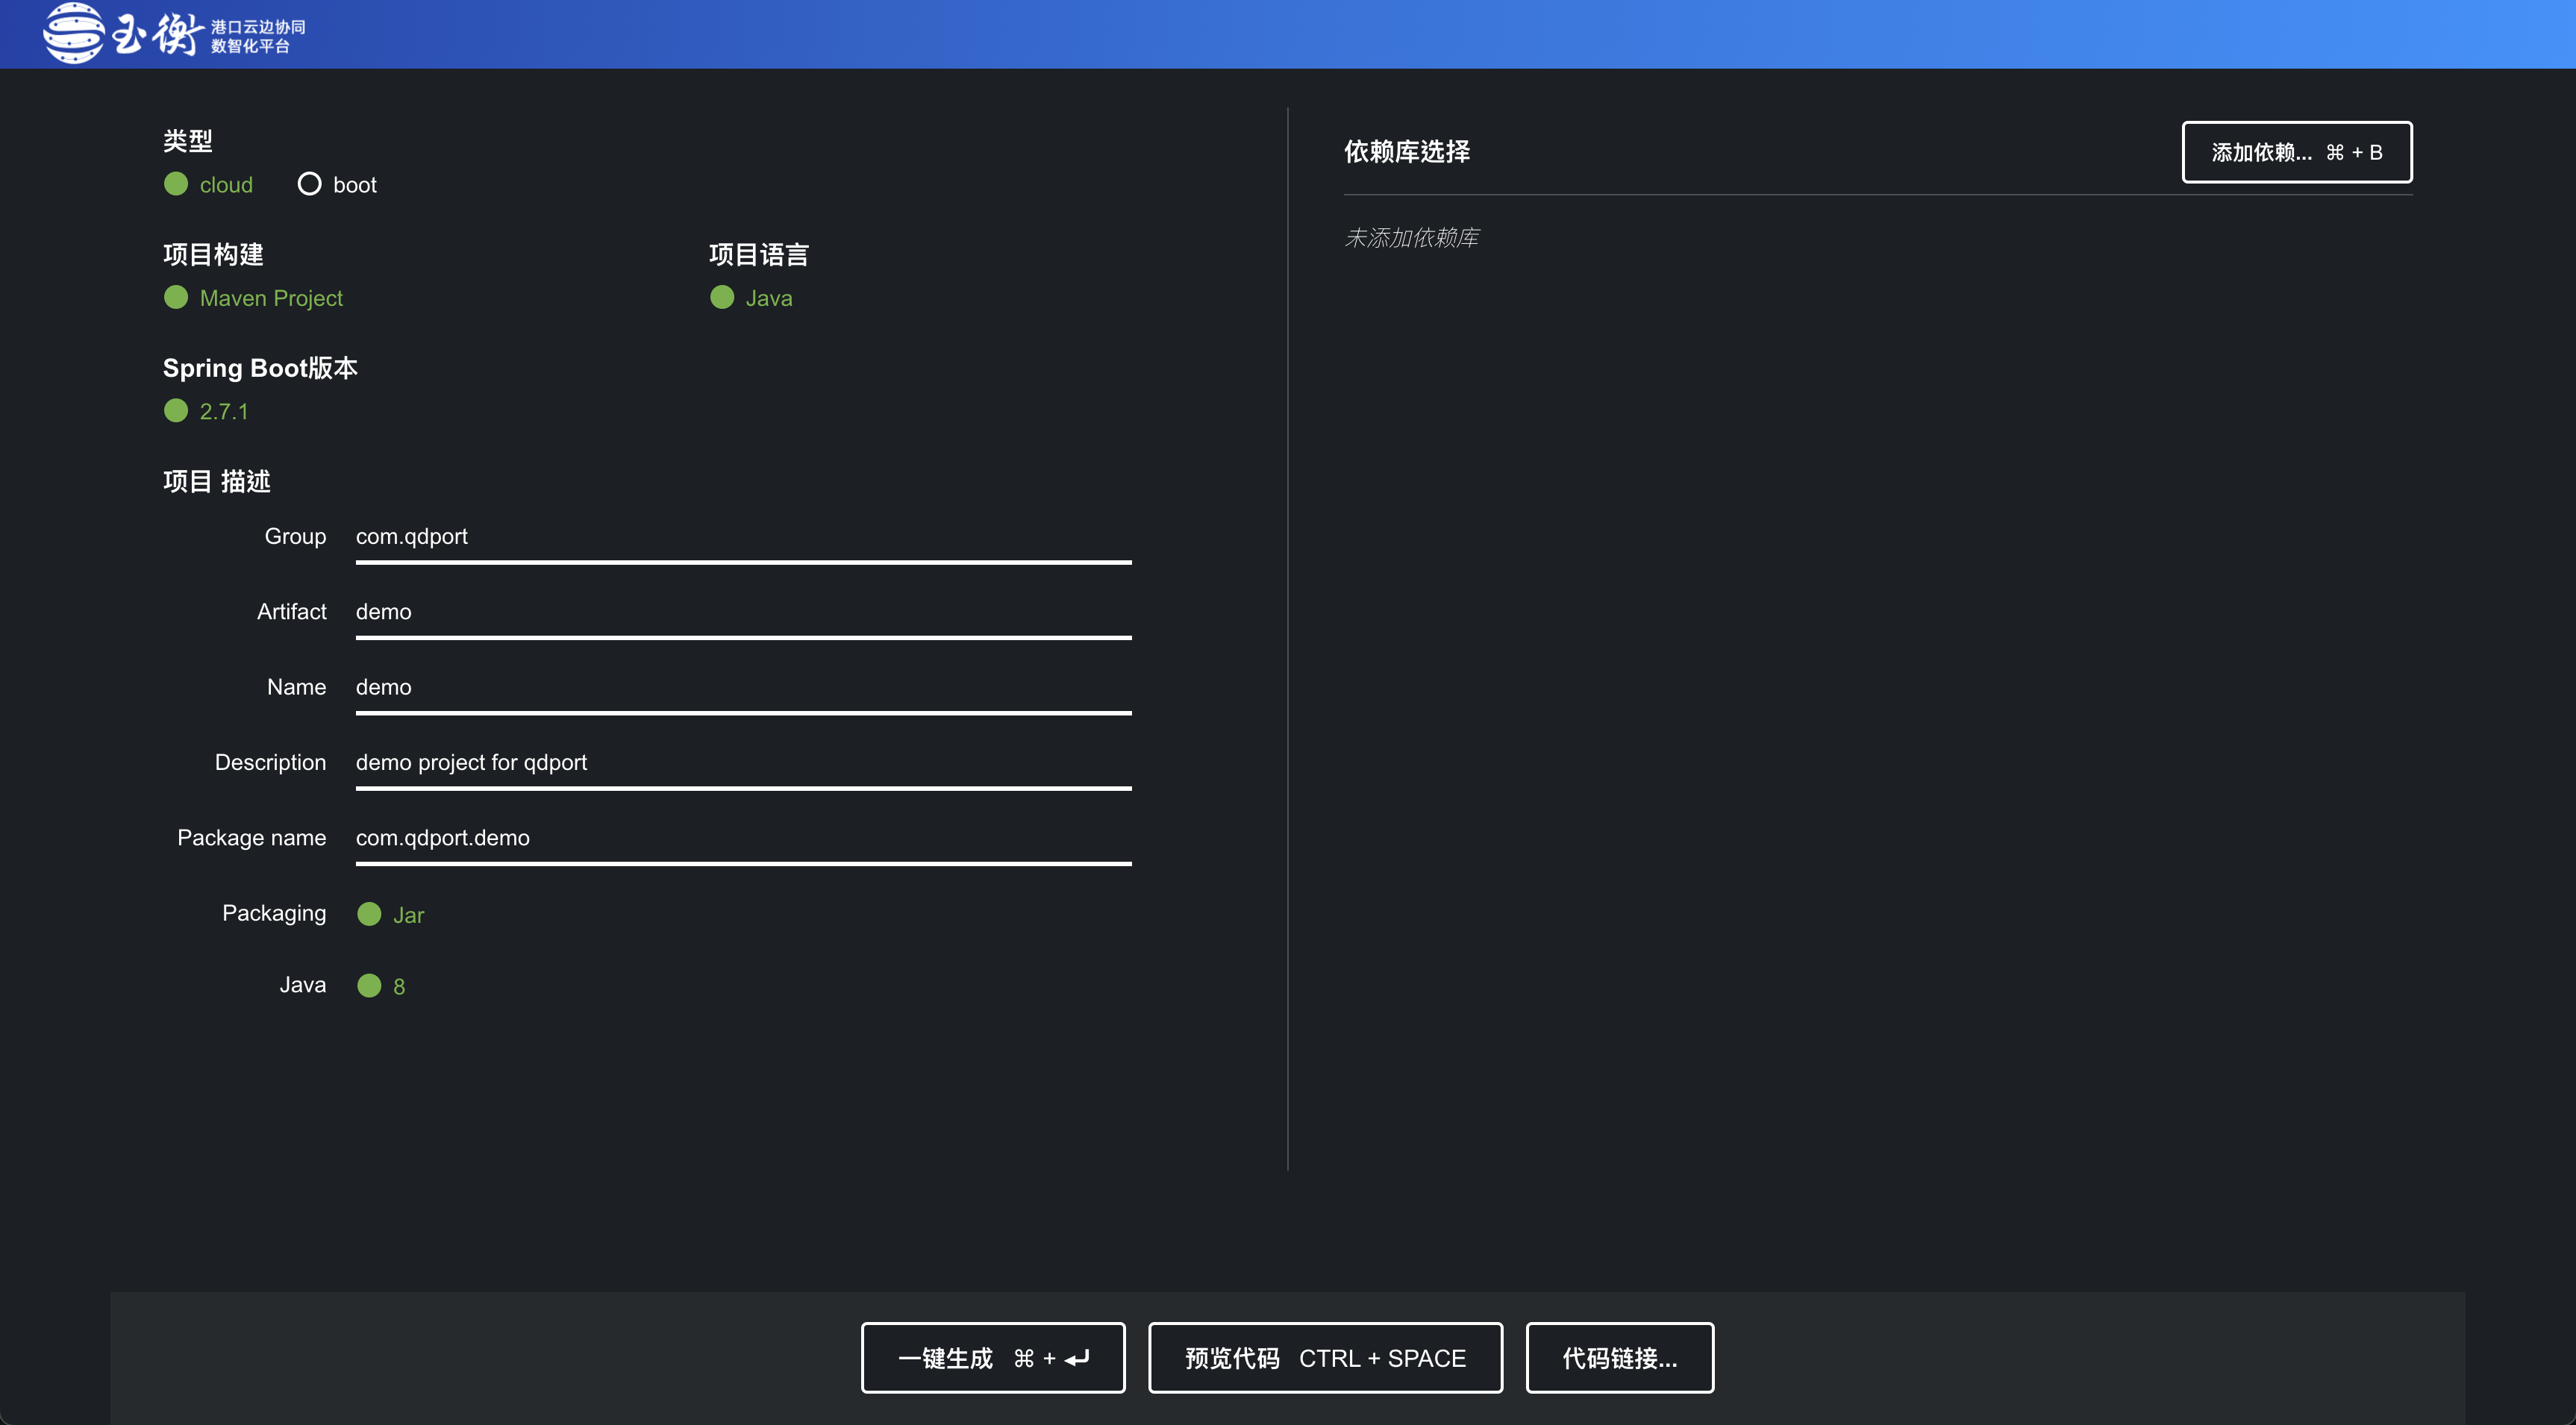 玉衡 港口云边协同
数智化平台
类型
cloud boot
项目构建 项目语言
Maven Project Java
Spring Boot版本
2.7.1
项目 描述
Group com.qdport
Artifact demo
Name demo
Description demo project for qdport
Package name com.qdport.demo
Packaging Jar
Java 8
依赖库选择 添加依赖... ⌘ + B
未添加依赖库
一键生成 ⌘ + ↵ 预览代码 CTRL + SPACE 代码链接...